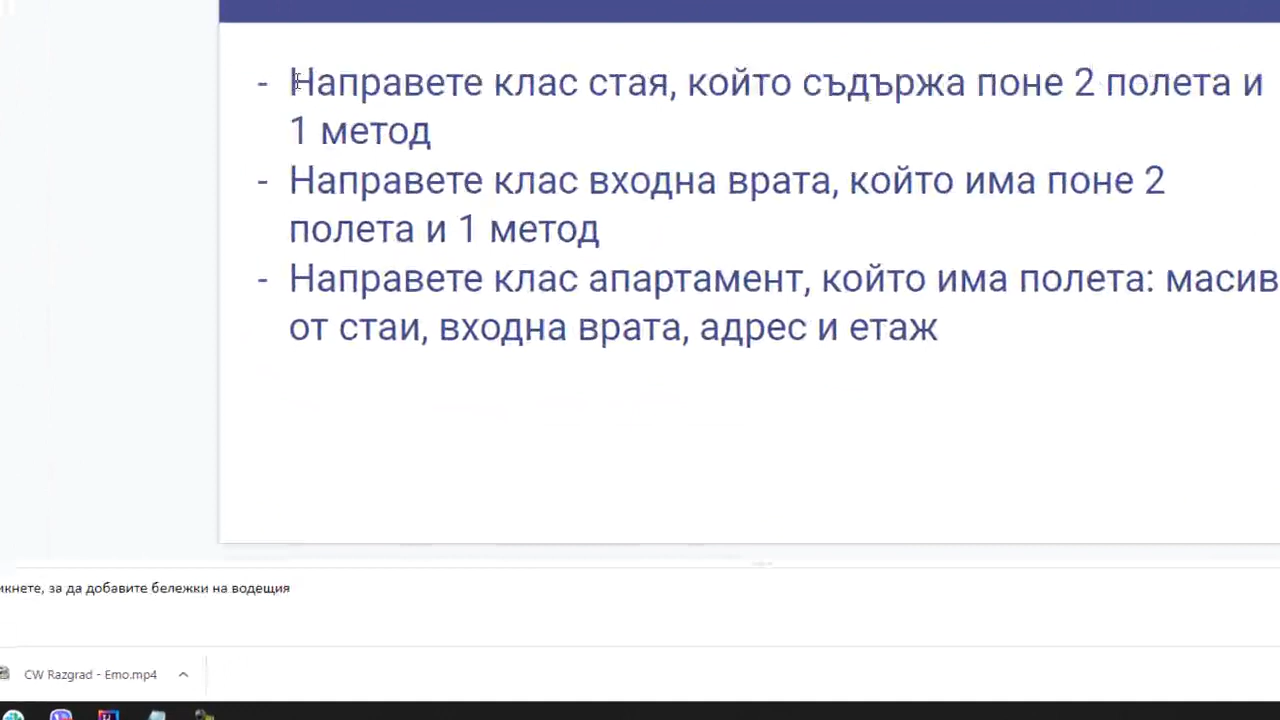 - Направете клас стая, който съдържа поне 2 полета и
1 метод
- Направете клас входна врата, който има поне 2
полета и 1 метод
- Направете клас апартамент, който има полета: масив
от стаи, входна врата, адрес и етаж
икнете, за да добавите бележки на водещия
CW Razgrad - Emo.mp4